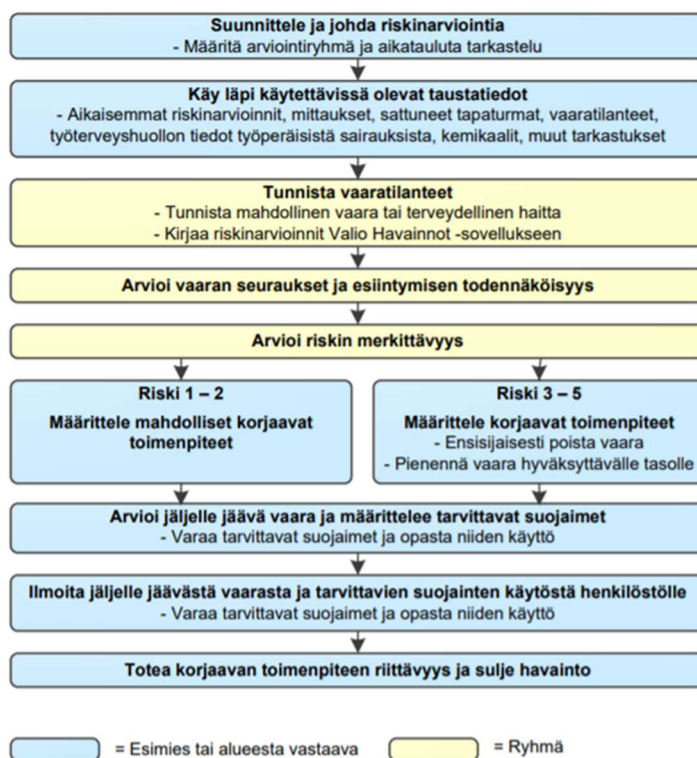 Suunnittele ja johda riskinarviointia
- Määritä arviointiryhmä ja aikatauluta tarkastelu
Käy läpi käytettävissä olevat taustatiedot
- Aikaisemmat riskinarvioinnit, mittaukset, sattuneet tapaturmat, vaaratilanteet,
työterveyshuollon tiedot työperäisistä sairauksista, kemikaalit, muut tarkastukset
Tunnista vaaratilanteet
- Tunnista mahdollinen vaara tai terveydellinen haitta
- Kirjaa riskinarvioinnit Valio Havainnot -sovellukseen
Arvioi vaaran seuraukset ja esiintymisen todennäköisyys
Arvioi riskin merkittävyys
Riski 1 – 2
Määrittele mahdolliset korjaavat
toimenpiteet
Riski 3 – 5
Määrittele korjaavat toimenpiteet
- Ensisijaisesti poista vaara
- Pienennä vaara hyväksyttävälle tasolle
Arvioi jäljelle jäävä vaara ja määrittelee tarvittavat suojaimet
- Varaa tarvittavat suojaimet ja opasta niiden käyttö
Ilmoita jäljelle jäävästä vaarasta ja tarvittavien suojainten käytöstä henkilöstölle
- Varaa tarvittavat suojaimet ja opasta niiden käyttö
Totea korjaavan toimenpiteen riittävyys ja sulje havainto
= Esimies tai alueesta vastaava
= Ryhmä